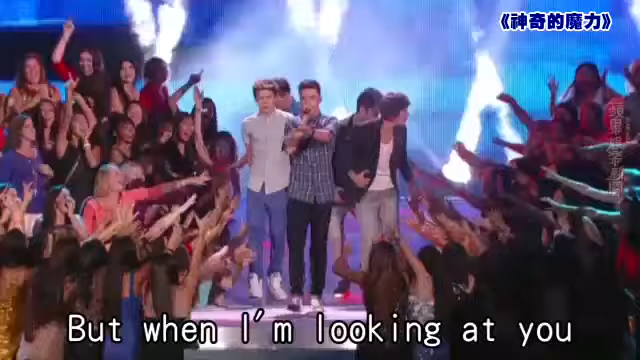 《神奇的魔力》
But when I'm looking at you